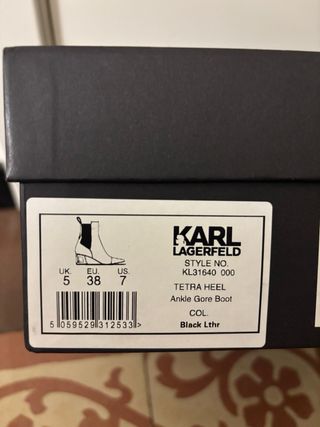 KARL
LAGERFELD
STYLE NO.
KL31640 000
UK. EU. US.
5 38 7
TETRA HEEL
Ankle Gore Boot
COL.
Black Lthr
5 059529 312533>